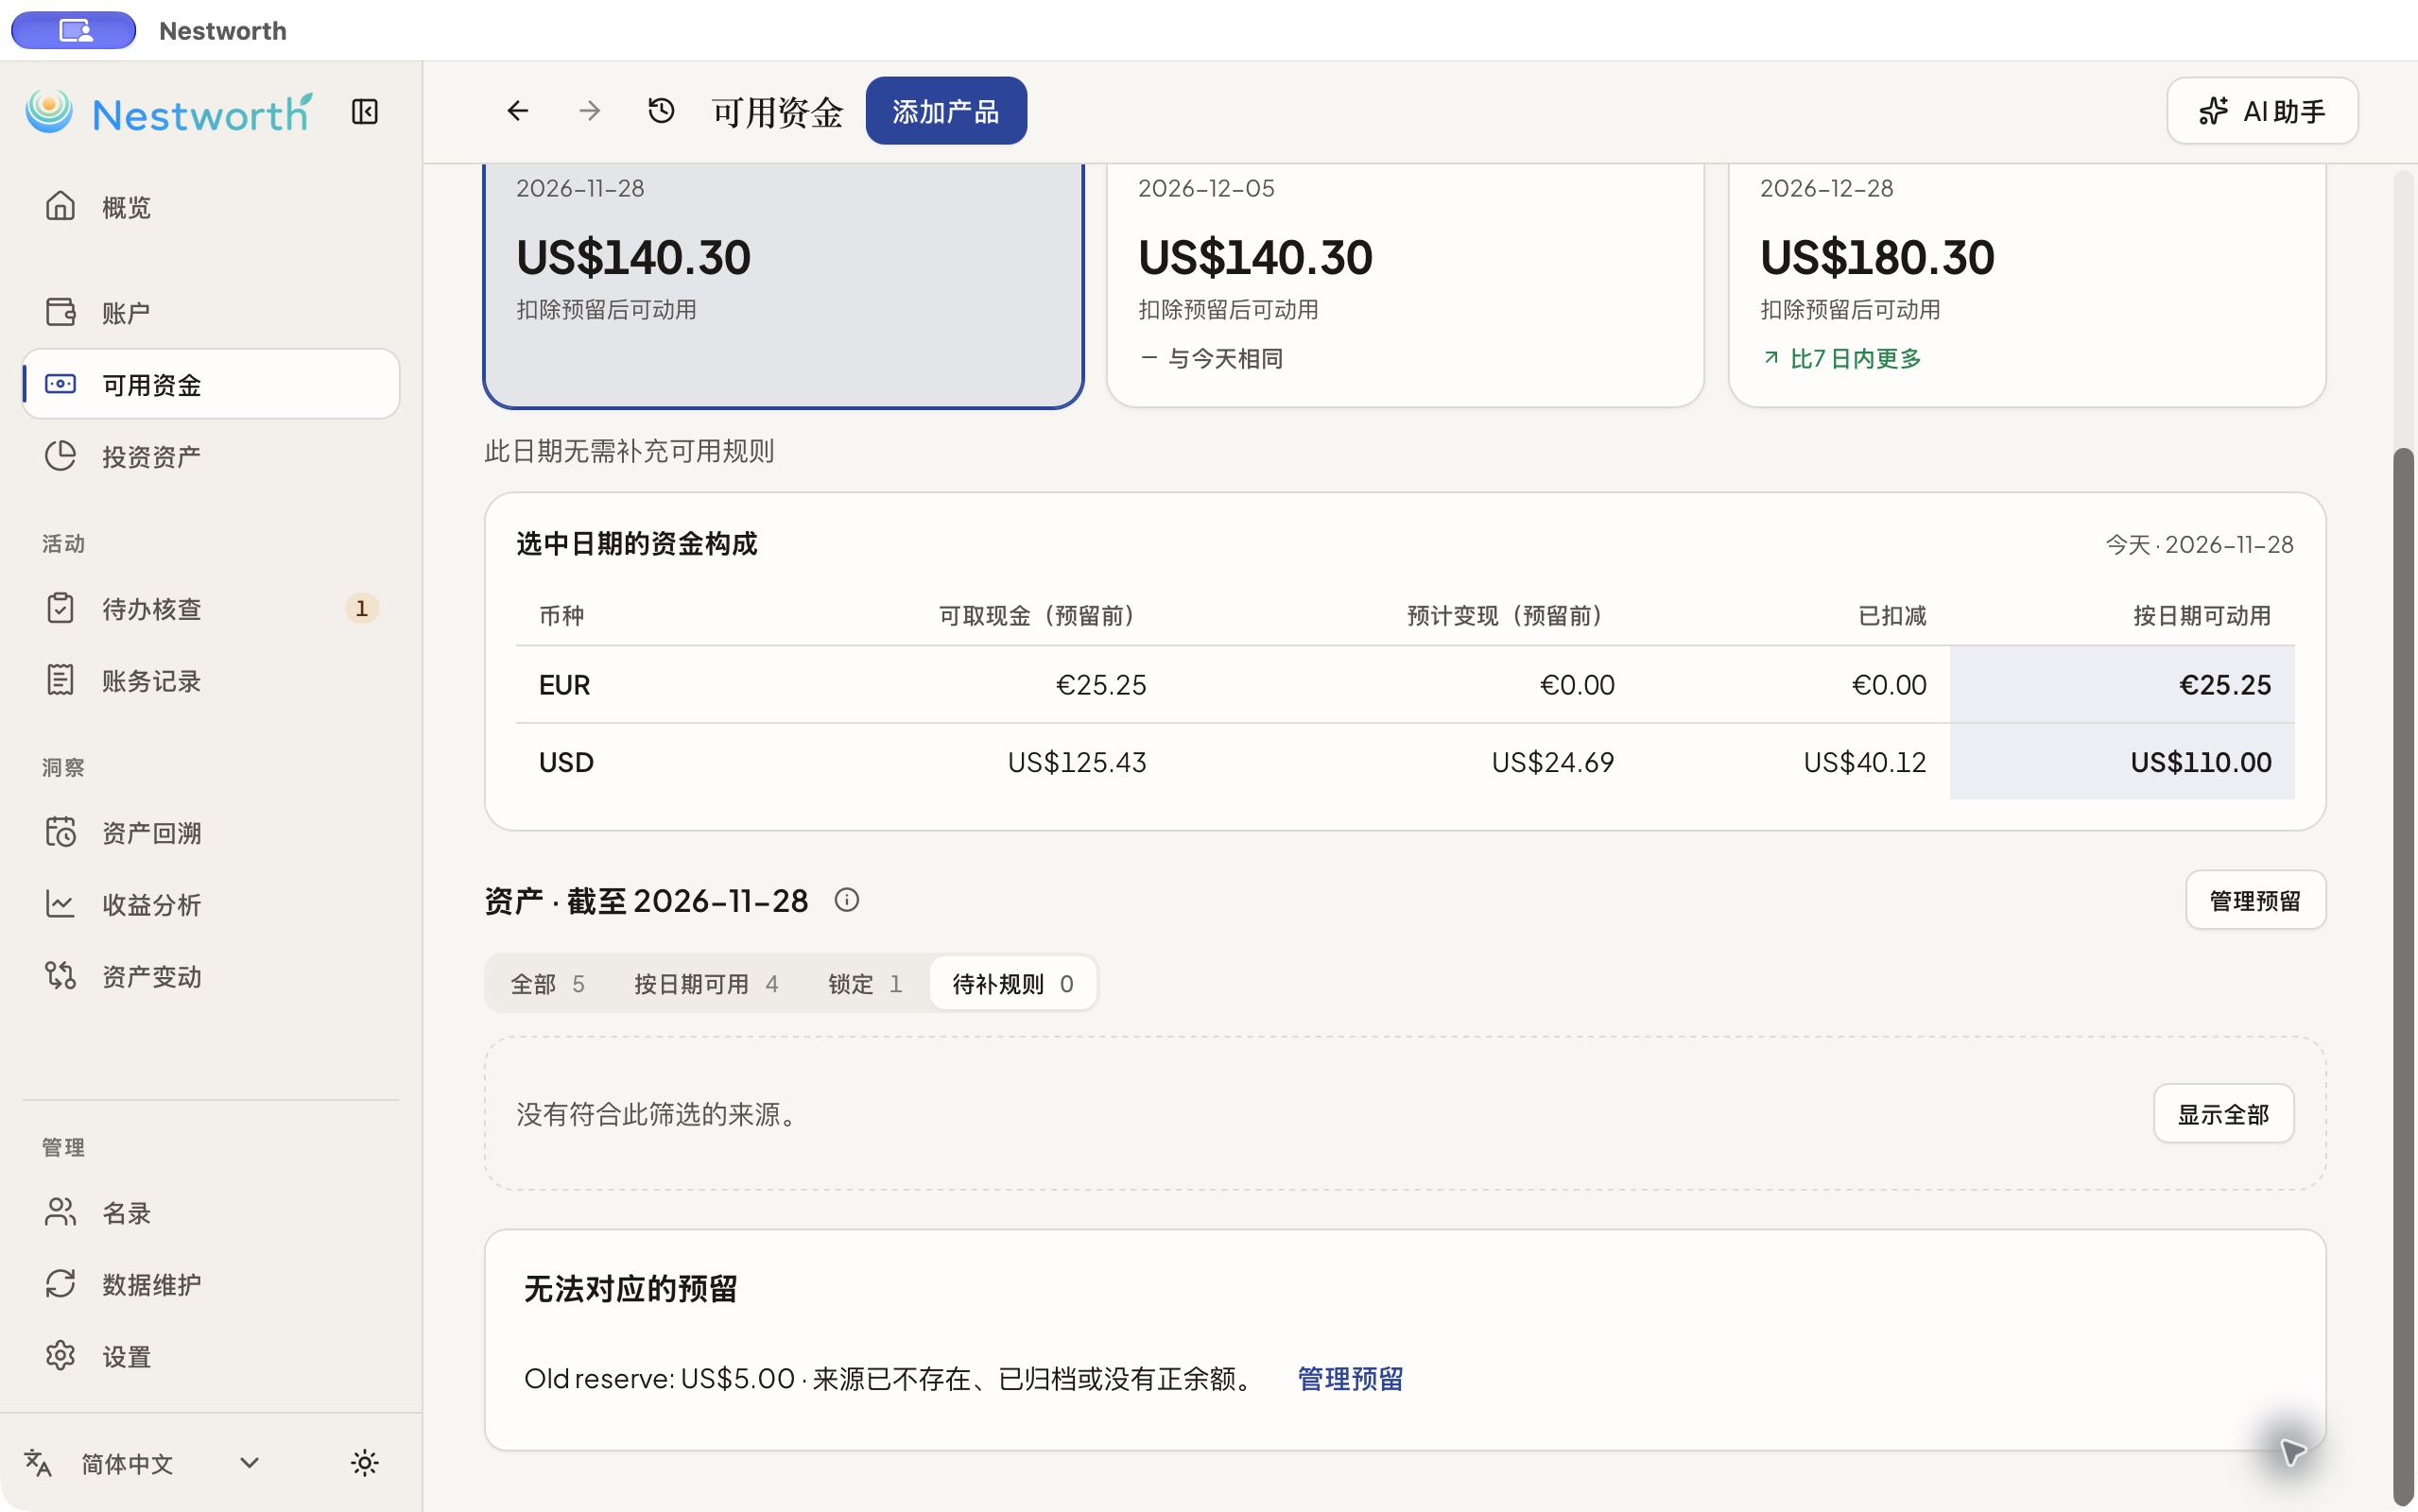 Nestworth
Nestworth
可用资金
添加产品
AI 助手
概览
账户
可用资金
投资资产
活动
待办核查 1
账务记录
洞察
资产回溯
收益分析
资产变动
管理
名录
数据维护
设置
简体中文
2026-11-28
US$140.30
扣除预留后可动用
2026-12-05
US$140.30
扣除预留后可动用
— 与今天相同
2026-12-28
US$180.30
扣除预留后可动用
比7日内更多
此日期无需补充可用规则
选中日期的资金构成
今天 · 2026-11-28
币种 可取现金（预留前） 预计变现（预留前） 已扣减 按日期可动用
EUR €25.25 €0.00 €0.00 €25.25
USD US$125.43 US$24.69 US$40.12 US$110.00
资产 · 截至 2026-11-28
管理预留
全部 5 按日期可用 4 锁定 1 待补规则 0
没有符合此筛选的来源。
显示全部
无法对应的预留
Old reserve: US$5.00 · 来源已不存在、已归档或没有正余额。 管理预留